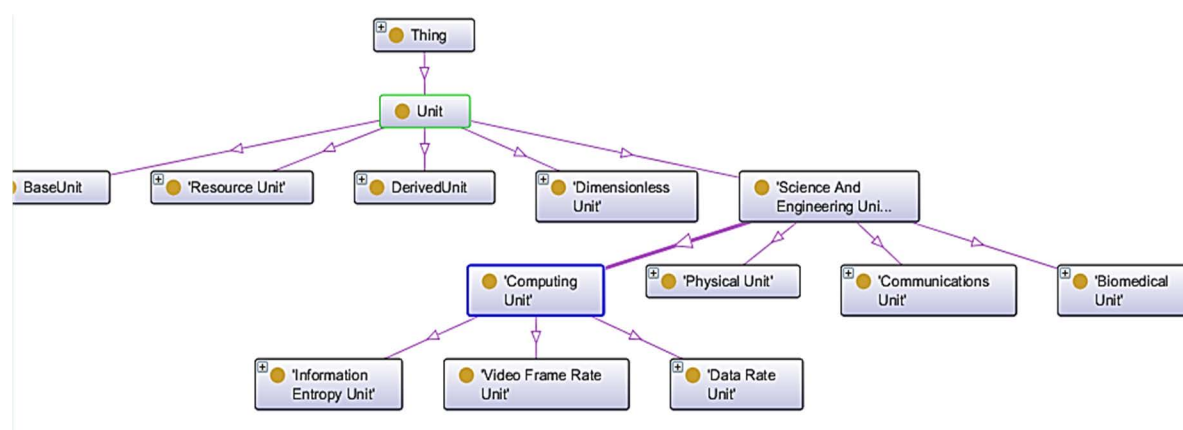 Thing
Unit
BaseUnit
'Resource Unit'
DerivedUnit
'Dimensionless
Unit'
'Science And
Engineering Uni...
'Computing
Unit'
'Physical Unit'
'Communications
Unit'
'Biomedical
Unit'
'Information
Entropy Unit'
'Video Frame Rate
Unit'
'Data Rate
Unit'